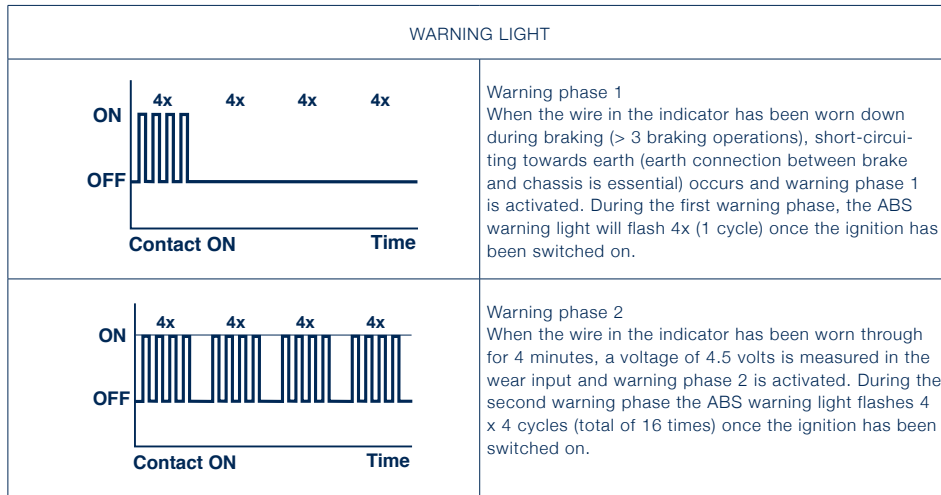 WARNING LIGHT
4x 4x 4x 4x
ON
OFF
Contact ON Time
Warning phase 1
When the wire in the indicator has been worn down
during braking (> 3 braking operations), short-circui-
ting towards earth (earth connection between brake
and chassis is essential) occurs and warning phase 1
is activated. During the first warning phase, the ABS
warning light will flash 4x (1 cycle) once the ignition has
been switched on.
4x 4x 4x 4x
ON
OFF
Contact ON Time
Warning phase 2
When the wire in the indicator has been worn through
for 4 minutes, a voltage of 4.5 volts is measured in the
wear input and warning phase 2 is activated. During the
second warning phase the ABS warning light flashes 4
x 4 cycles (total of 16 times) once the ignition has been
switched on.